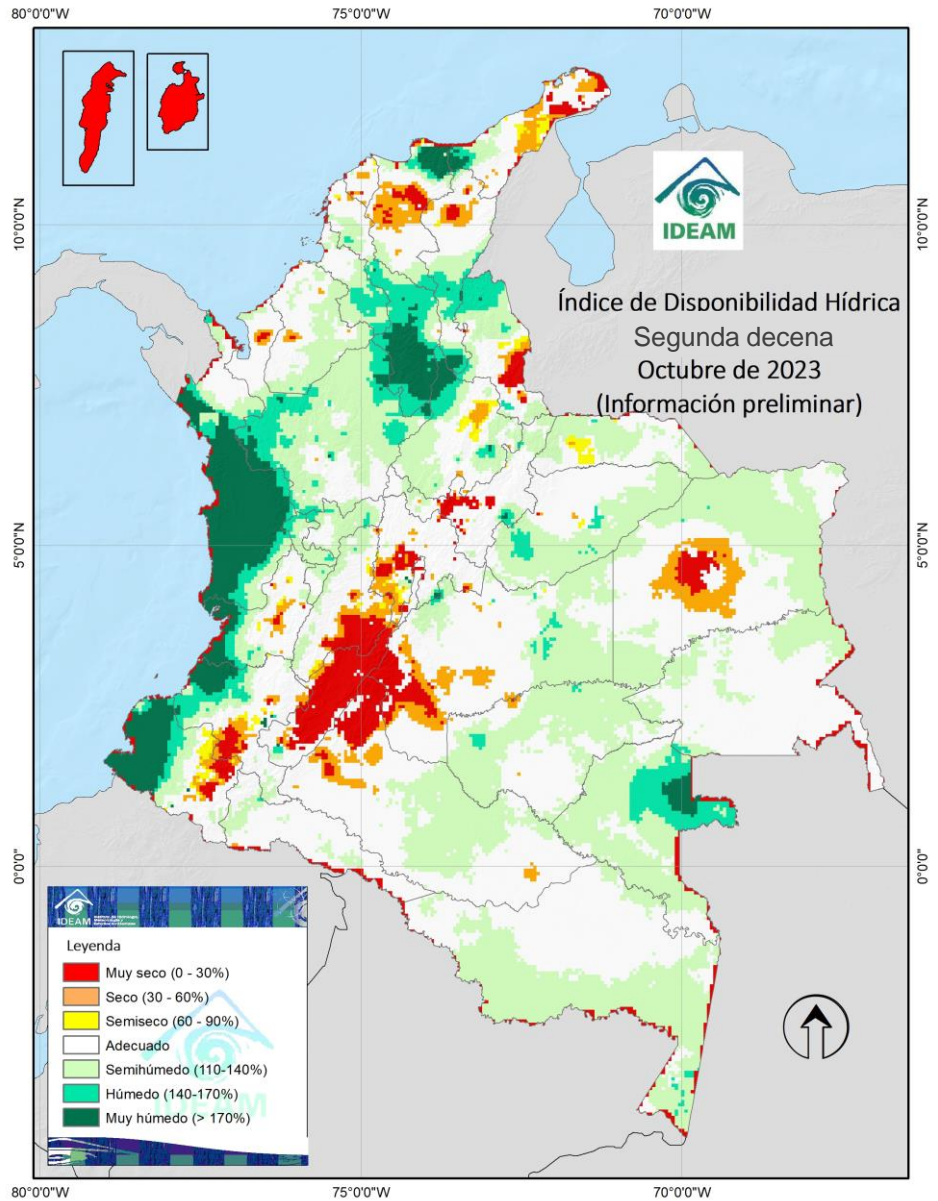 80°0'0"W
75°0'0"W
70°0'0"W
10°0'0"N
10°0'0"N
IDEAM
Índice de Disponibilidad Hídrica
Segunda decena
Octubre de 2023
(Información preliminar)
5°0'0"N
5°0'0"N
0°0'0"
0°0'0"
IDEAM
Leyenda
Muy seco (0 - 30%)
Seco (30 - 60%)
Semiseco (60 - 90%)
Adecuado
Semihúmedo (110-140%)
Húmedo (140-170%)
Muy húmedo (> 170%)
IDEAM
80°0'0"W
75°0'0"W
70°0'0"W